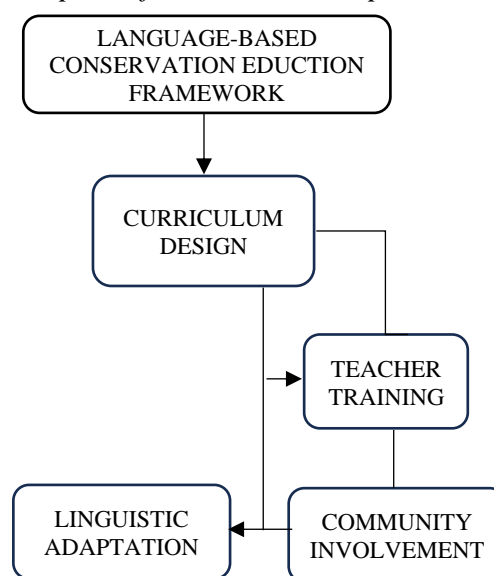 LANGUAGE-BASED
CONSERVATION EDUCTION
FRAMEWORK
CURRICULUM
DESIGN
TEACHER
TRAINING
LINGUISTIC
ADAPTATION
COMMUNITY
INVOLVEMENT